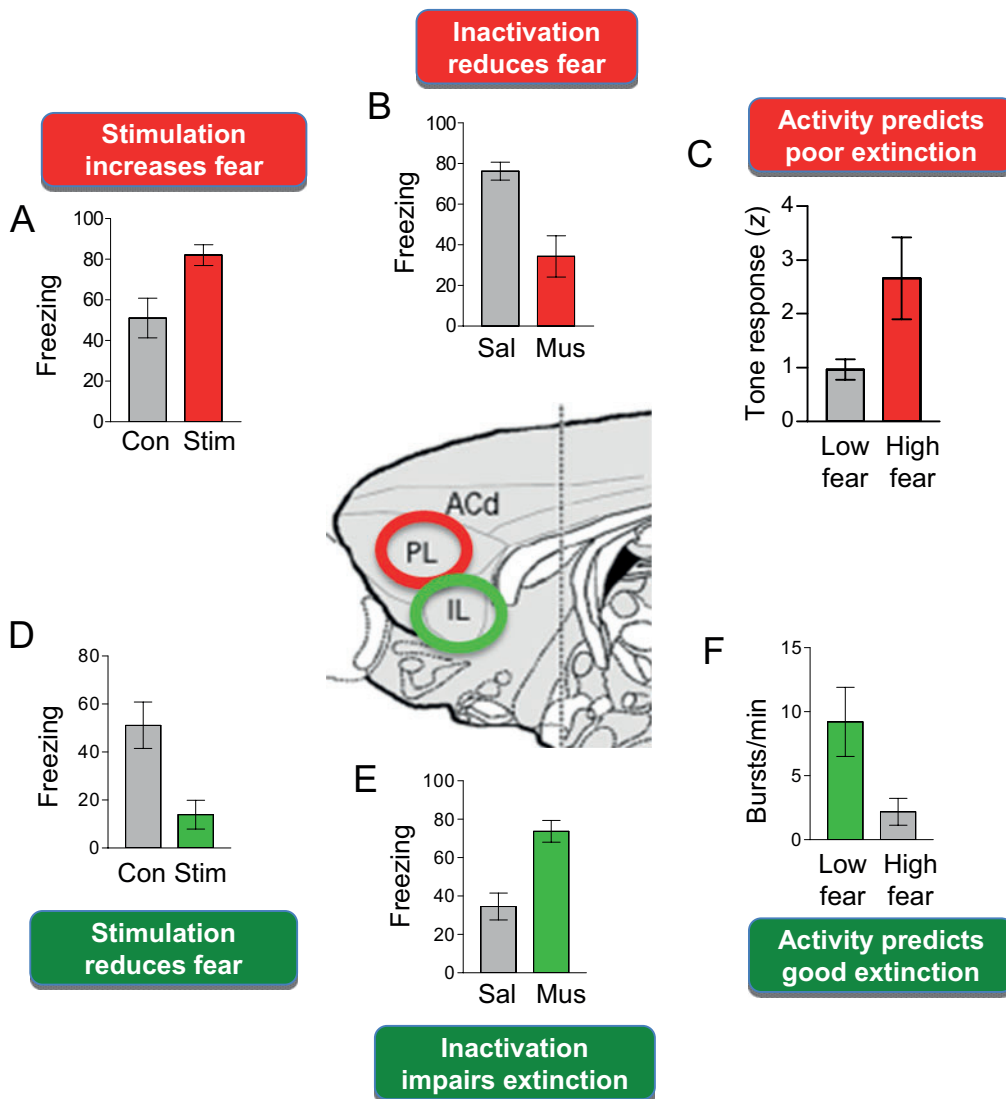 Inactivation
reduces fear
Stimulation
increases fear
Activity predicts
poor extinction
A
Freezing
100
80
60
40
20
0
Con Stim
B
Freezing
100
80
60
40
20
0
Sal Mus
C
Tone response (z)
4
3
2
1
0
Low fear
High fear
ACd
PL
IL
D
Freezing
80
60
40
20
0
Con Stim
Stimulation
reduces fear
E
Freezing
100
80
60
40
20
0
Sal Mus
Inactivation
impairs extinction
F
Bursts/min
15
10
5
0
Low fear
High fear
Activity predicts
good extinction